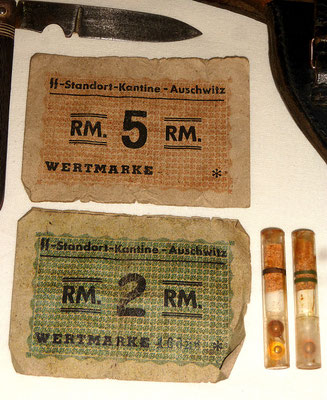 SS-Standort-Kantine-Auschwitz
RM. 5 RM.
WERTMARKE *
SS-Standort-Kantine-Auschwitz
RM. 2 RM.
WERTMARKE *